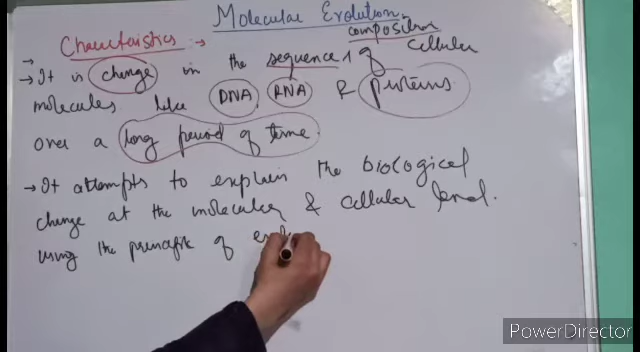 Molecular Evolution
composition
Charcteristics :→
→
→ It is change in the sequence 1 of cellular
molecules like DNA, RNA & proteins
over a long period of time
→ It attempts to explain the biological
change at the molecular & cellular level.
using the principle of
PowerDirector